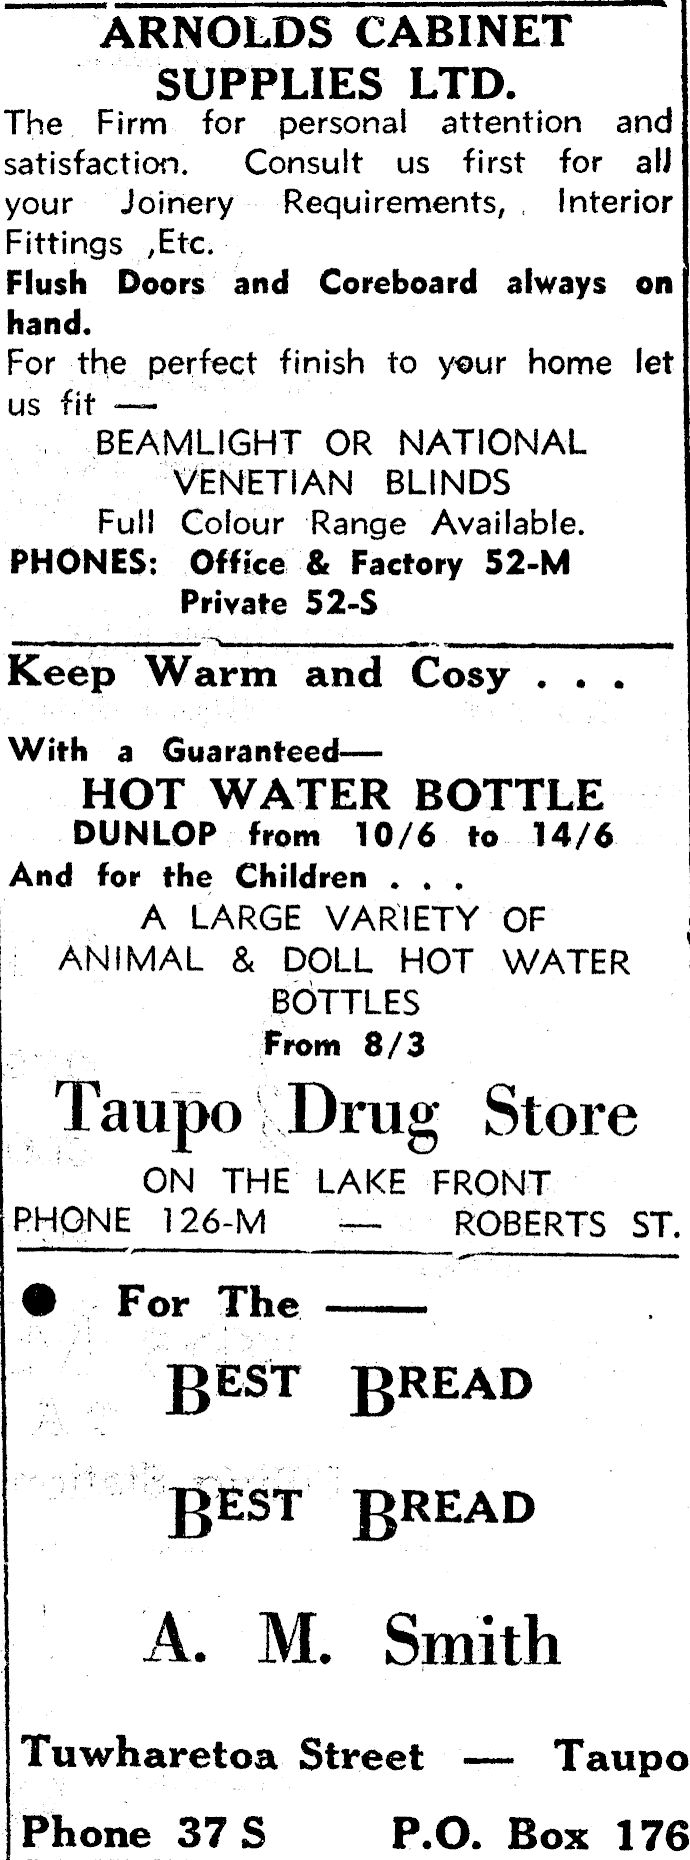 ARNOLDS CABINET
SUPPLIES LTD.
The Firm for personal attention and
satisfaction. Consult us first for all
your Joinery Requirements, Interior
Fittings ,Etc.
Flush Doors and Coreboard always on
hand.
For the perfect finish to your home let
us fit —
BEAMLIGHT OR NATIONAL
VENETIAN BLINDS
Full Colour Range Available.
PHONES: Office & Factory 52-M
Private 52-S
Keep Warm and Cosy . . .
With a Guaranteed—
HOT WATER BOTTLE
DUNLOP from 10/6 to 14/6
And for the Children . . .
A LARGE VARIETY OF
ANIMAL & DOLL HOT WATER
BOTTLES
From 8/3
Taupo Drug Store
ON THE LAKE FRONT
PHONE 126-M — ROBERTS ST.
● For The ——
BEST BREAD
BEST BREAD
A. M. Smith
Tuwharetoa Street — Taupo
Phone 37 S P.O. Box 176